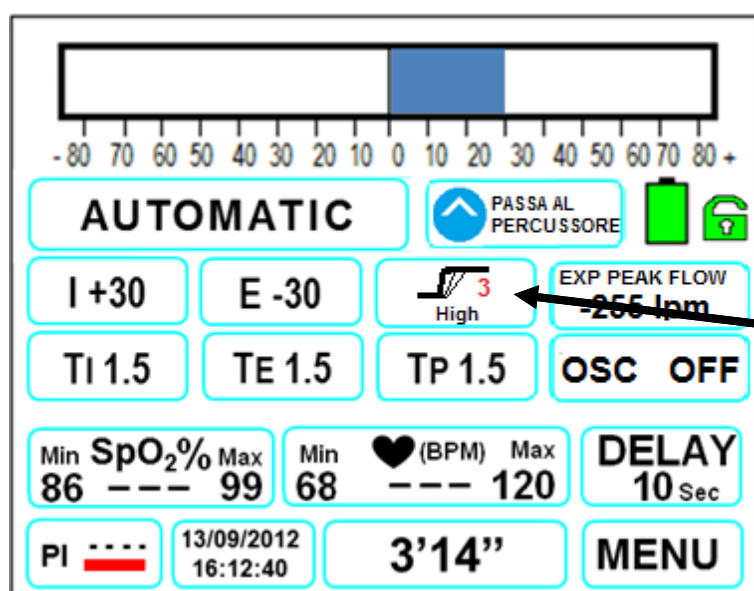 - 80 70 60 50 40 30 20 10 0 10 20 30 40 50 60 70 80 +
AUTOMATIC
PASSA AL
PERCUSSORE
I +30
E -30
3
High
EXP PEAK FLOW
-255 lpm
TI 1.5
TE 1.5
TP 1.5
OSC OFF
Min SpO₂% Max
86 --- 99
Min (BPM) Max
68 --- 120
DELAY
10 Sec
PI ----
13/09/2012
16:12:40
3’14”
MENU